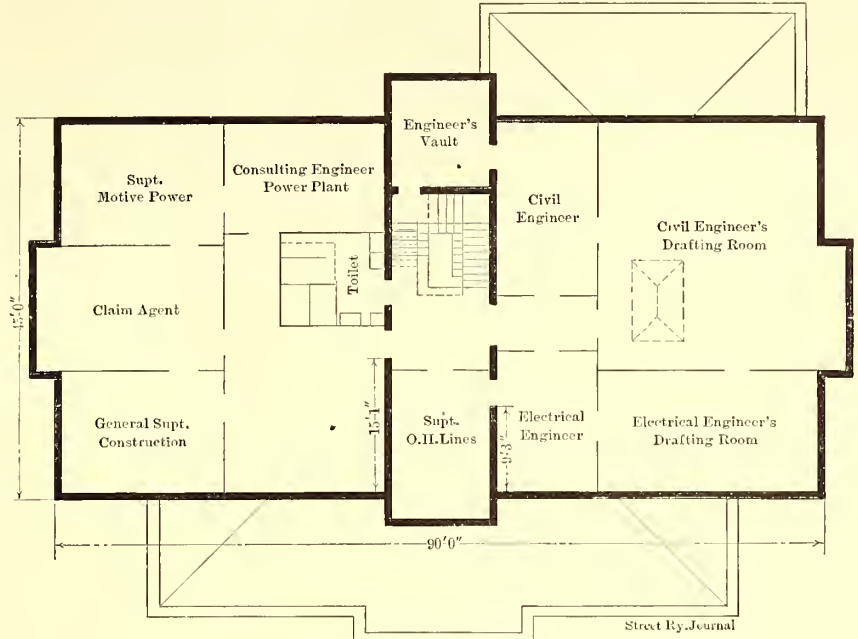 Engineer's
Vault
Supt.
Motive Power
Consulting Engineer
Power Plant
Civil
Engineer
Civil Engineer's
Drafting Room
Toilet
Claim Agent
45'0"
General Supt.
Construction
15'1"
Supt.
O.H.Lines
9'3"
Electrical
Engineer
Electrical Engineer's
Drafting Room
90'0"
Street Ry.Journal